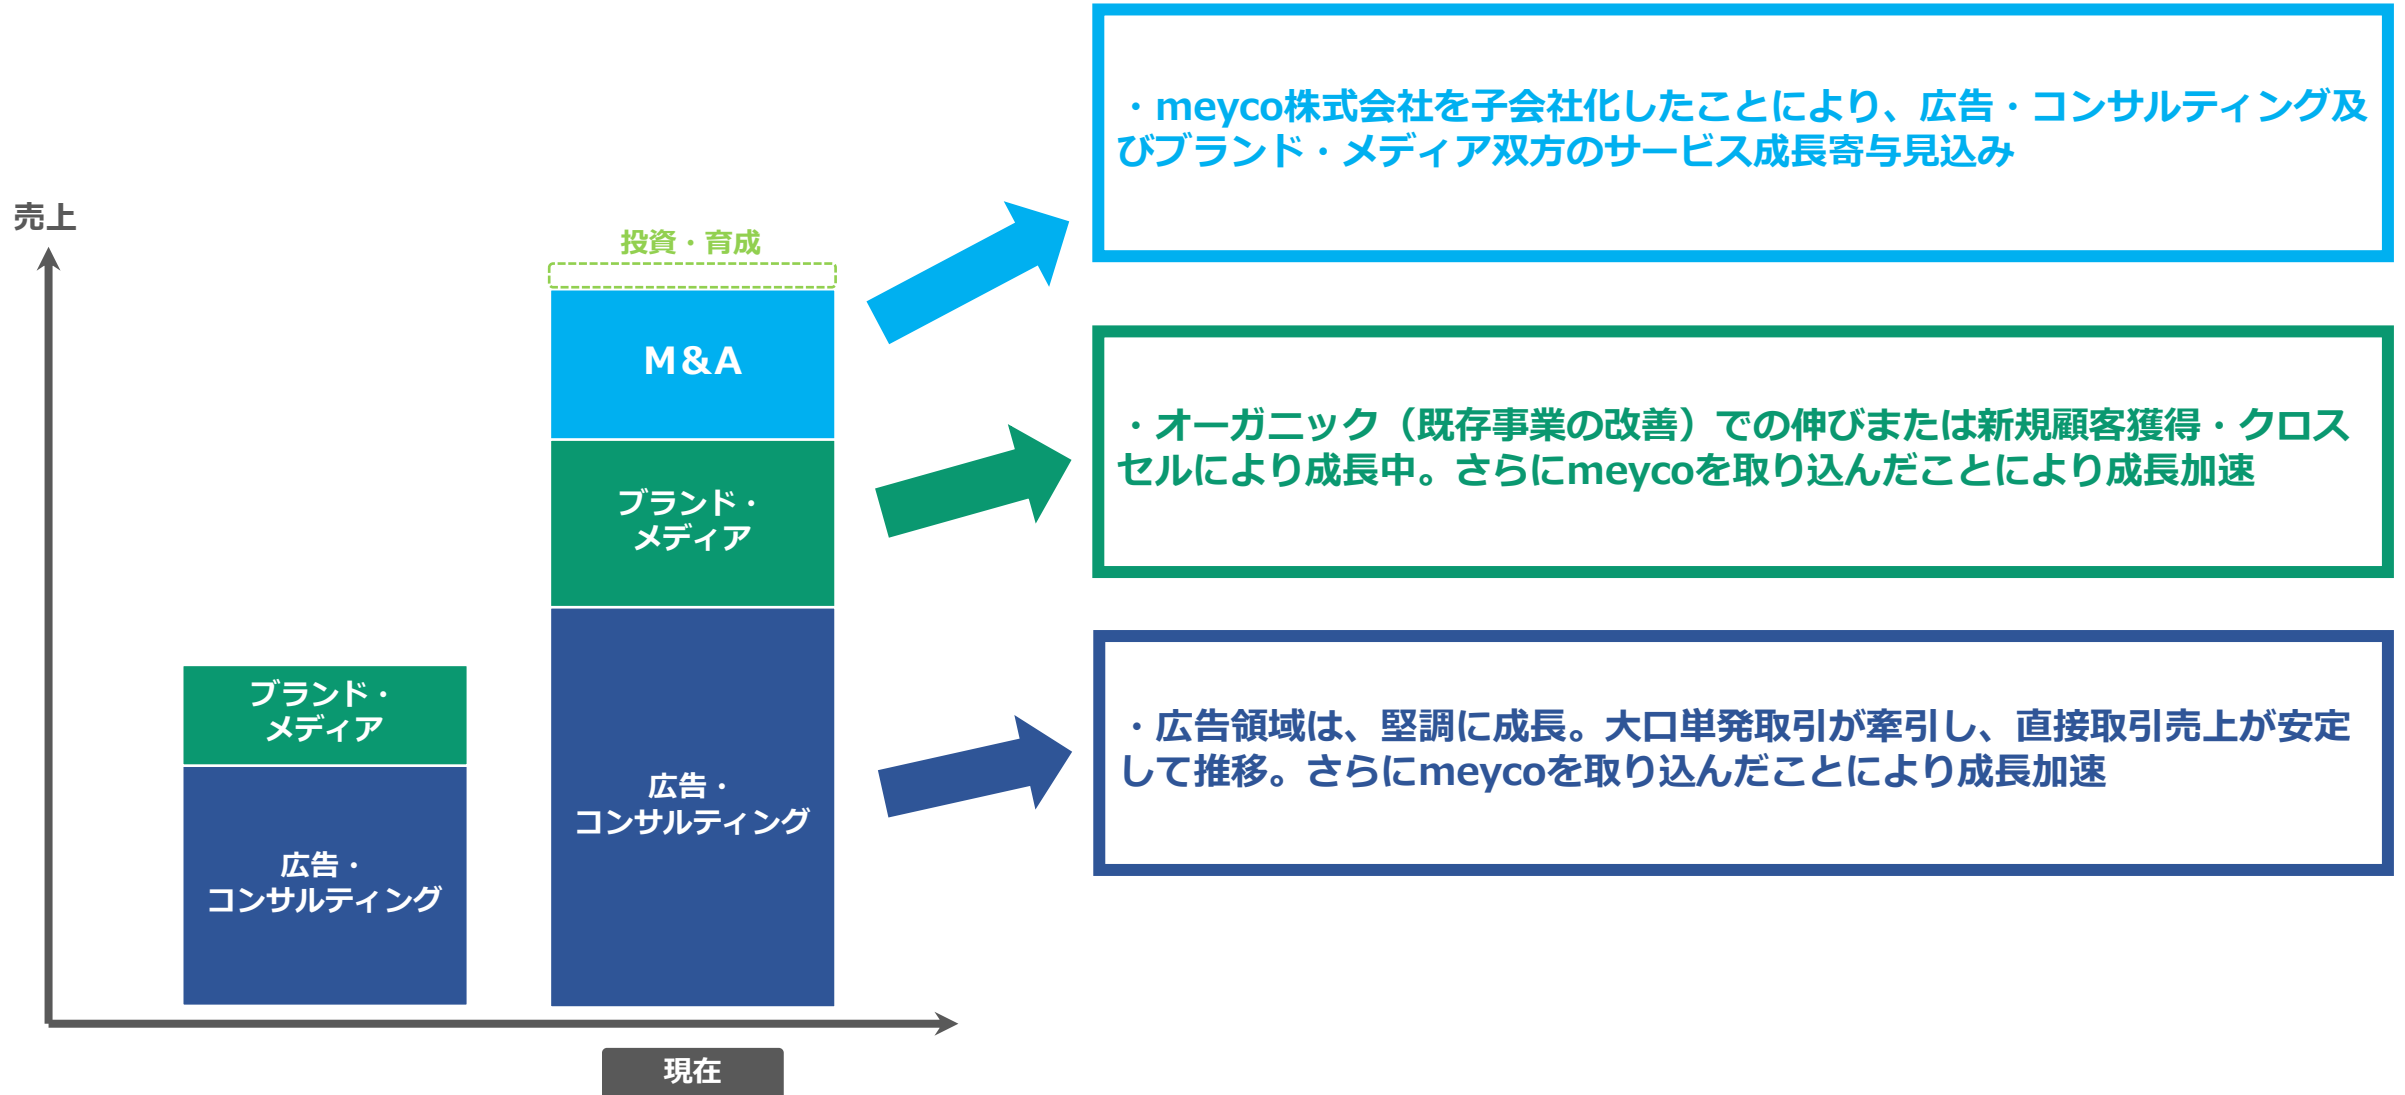 ・meyco株式会社を子会社化したことにより、広告・コンサルティング及
びブランド・メディア双方のサービス成長寄与見込み
売上
投資・育成
M&A
・オーガニック（既存事業の改善）での伸びまたは新規顧客獲得・クロス
セルにより成長中。さらにmeycoを取り込んだことにより成長加速
ブランド・
メディア
ブランド・
メディア
・広告領域は、堅調に成長。大口単発取引が牽引し、直接取引売上が安定
して推移。さらにmeycoを取り込んだことにより成長加速
広告・
コンサルティング
広告・
コンサルティング
現在